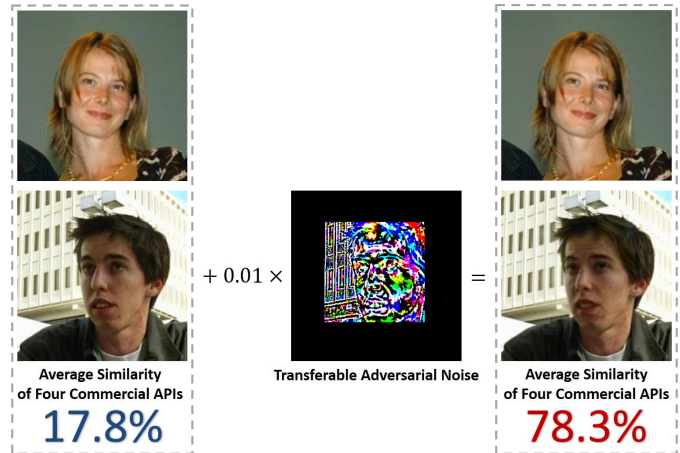 + 0.01 ×
=
Average Similarity
of Four Commercial APIs
17.8%
Transferable Adversarial Noise
Average Similarity
of Four Commercial APIs
78.3%